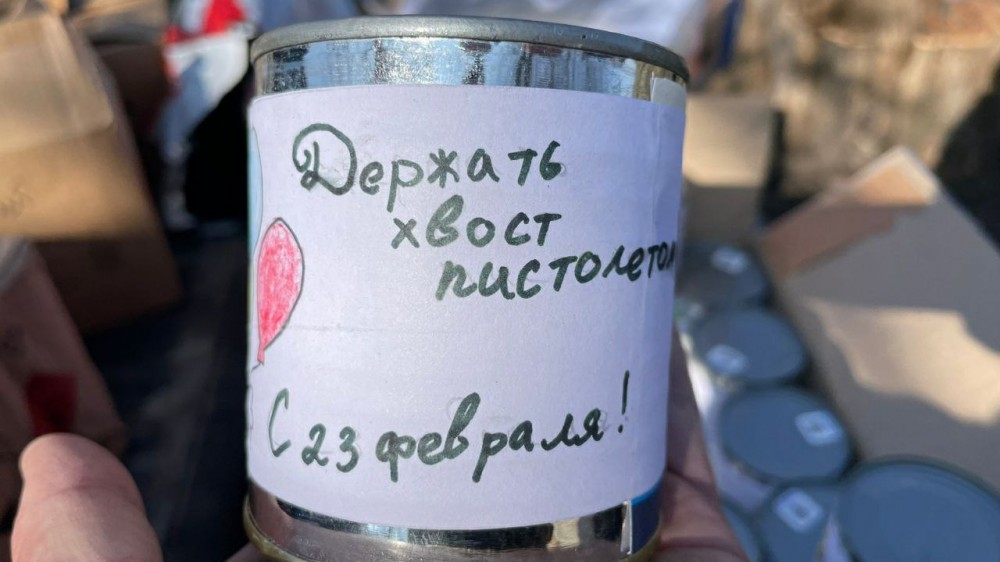 Держать
хвост
пистолетом
С 23 февраля!